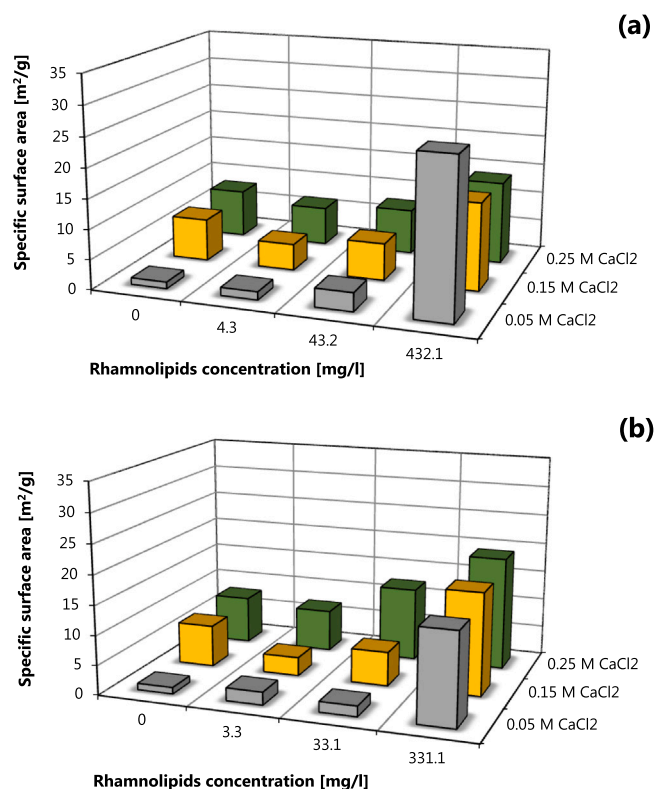 (a)
Specific surface area [m²/g]
35
30
25
20
15
10
5
0
0
4.3
43.2
432.1
0.25 M CaCl2
0.15 M CaCl2
0.05 M CaCl2
Rhamnolipids concentration [mg/l]
(b)
Specific surface area [m²/g]
35
30
25
20
15
10
5
0
0
3.3
33.1
331.1
0.25 M CaCl2
0.15 M CaCl2
0.05 M CaCl2
Rhamnolipids concentration [mg/l]